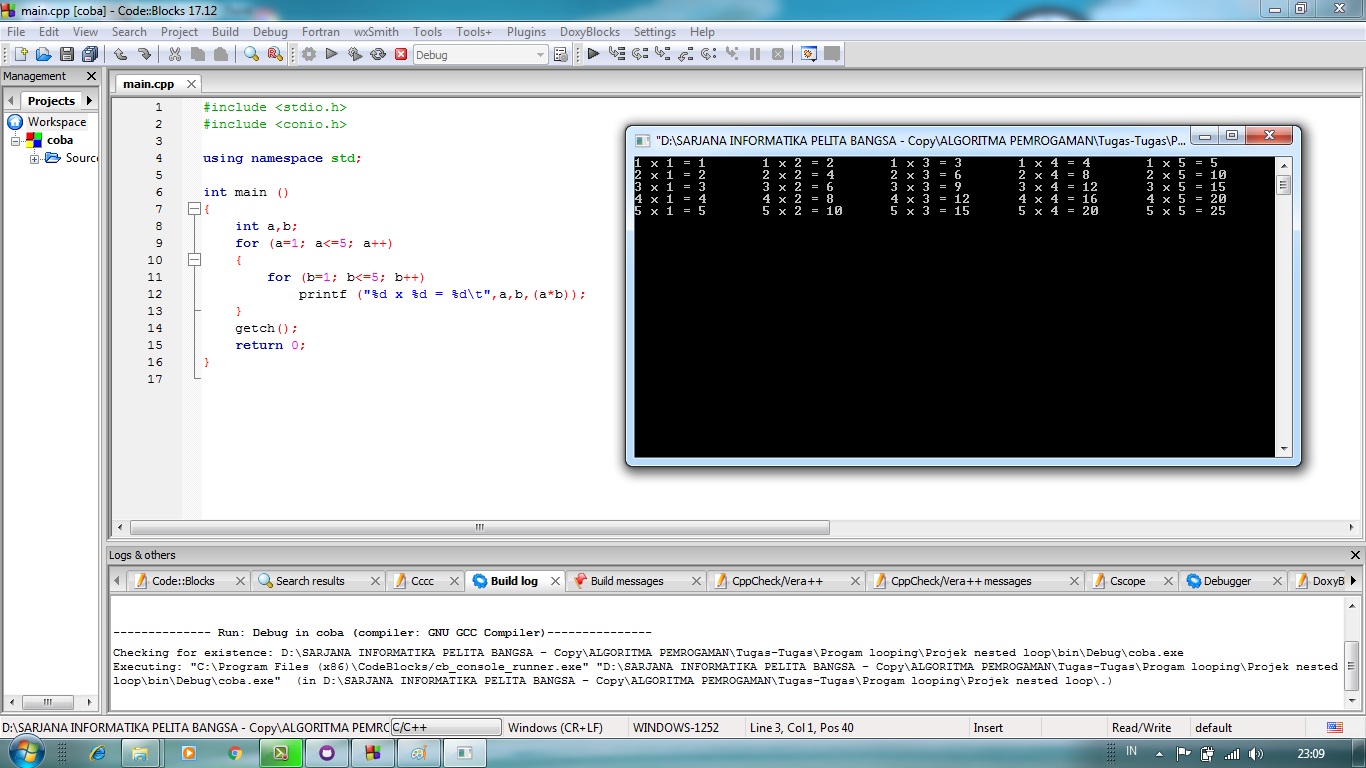 main.cpp [coba] - Code::Blocks 17.12
File Edit View Search Project Build Debug Fortran wxSmith Tools Tools+ Plugins DoxyBlocks Settings Help
Debug
Management
Projects
Workspace
coba
Sourc
main.cpp
1 #include <stdio.h>
2 #include <conio.h>
3
4 using namespace std;
5
6 int main ()
7 {
8 int a,b;
9 for (a=1; a<=5; a++)
10 {
11 for (b=1; b<=5; b++)
12 printf ("%d x %d = %d\t",a,b,(a*b));
13 }
14 getch();
15 return 0;
16 }
17
"D:\SARJANA INFORMATIKA PELITA BANGSA - Copy\ALGORITMA PEMROGAMAN\Tugas-Tugas\P...
1 x 1 = 1 1 x 2 = 2 1 x 3 = 3 1 x 4 = 4 1 x 5 = 5
2 x 1 = 2 2 x 2 = 4 2 x 3 = 6 2 x 4 = 8 2 x 5 = 10
3 x 1 = 3 3 x 2 = 6 3 x 3 = 9 3 x 4 = 12 3 x 5 = 15
4 x 1 = 4 4 x 2 = 8 4 x 3 = 12 4 x 4 = 16 4 x 5 = 20
5 x 1 = 5 5 x 2 = 10 5 x 3 = 15 5 x 4 = 20 5 x 5 = 25
Logs & others
Code::Blocks Search results Cccc Build log Build messages CppCheck/Vera++ CppCheck/Vera++ messages Cscope Debugger DoxyB
-------------- Run: Debug in coba (compiler: GNU GCC Compiler)---------------
Checking for existence: D:\SARJANA INFORMATIKA PELITA BANGSA - Copy\ALGORITMA PEMROGAMAN\Tugas-Tugas\Progam looping\Projek nested loop\bin\Debug\coba.exe
Executing: "C:\Program Files (x86)\CodeBlocks/cb_console_runner.exe" "D:\SARJANA INFORMATIKA PELITA BANGSA - Copy\ALGORITMA PEMROGAMAN\Tugas-Tugas\Progam looping\Projek nested
loop\bin\Debug\coba.exe" (in D:\SARJANA INFORMATIKA PELITA BANGSA - Copy\ALGORITMA PEMROGAMAN\Tugas-Tugas\Progam looping\Projek nested loop\.)
D:\SARJANA INFORMATIKA PELITA BANGSA - Copy\ALGORITMA PEMRO C/C++ Windows (CR+LF) WINDOWS-1252 Line 3, Col 1, Pos 40 Insert Read/Write default
IN 23:09